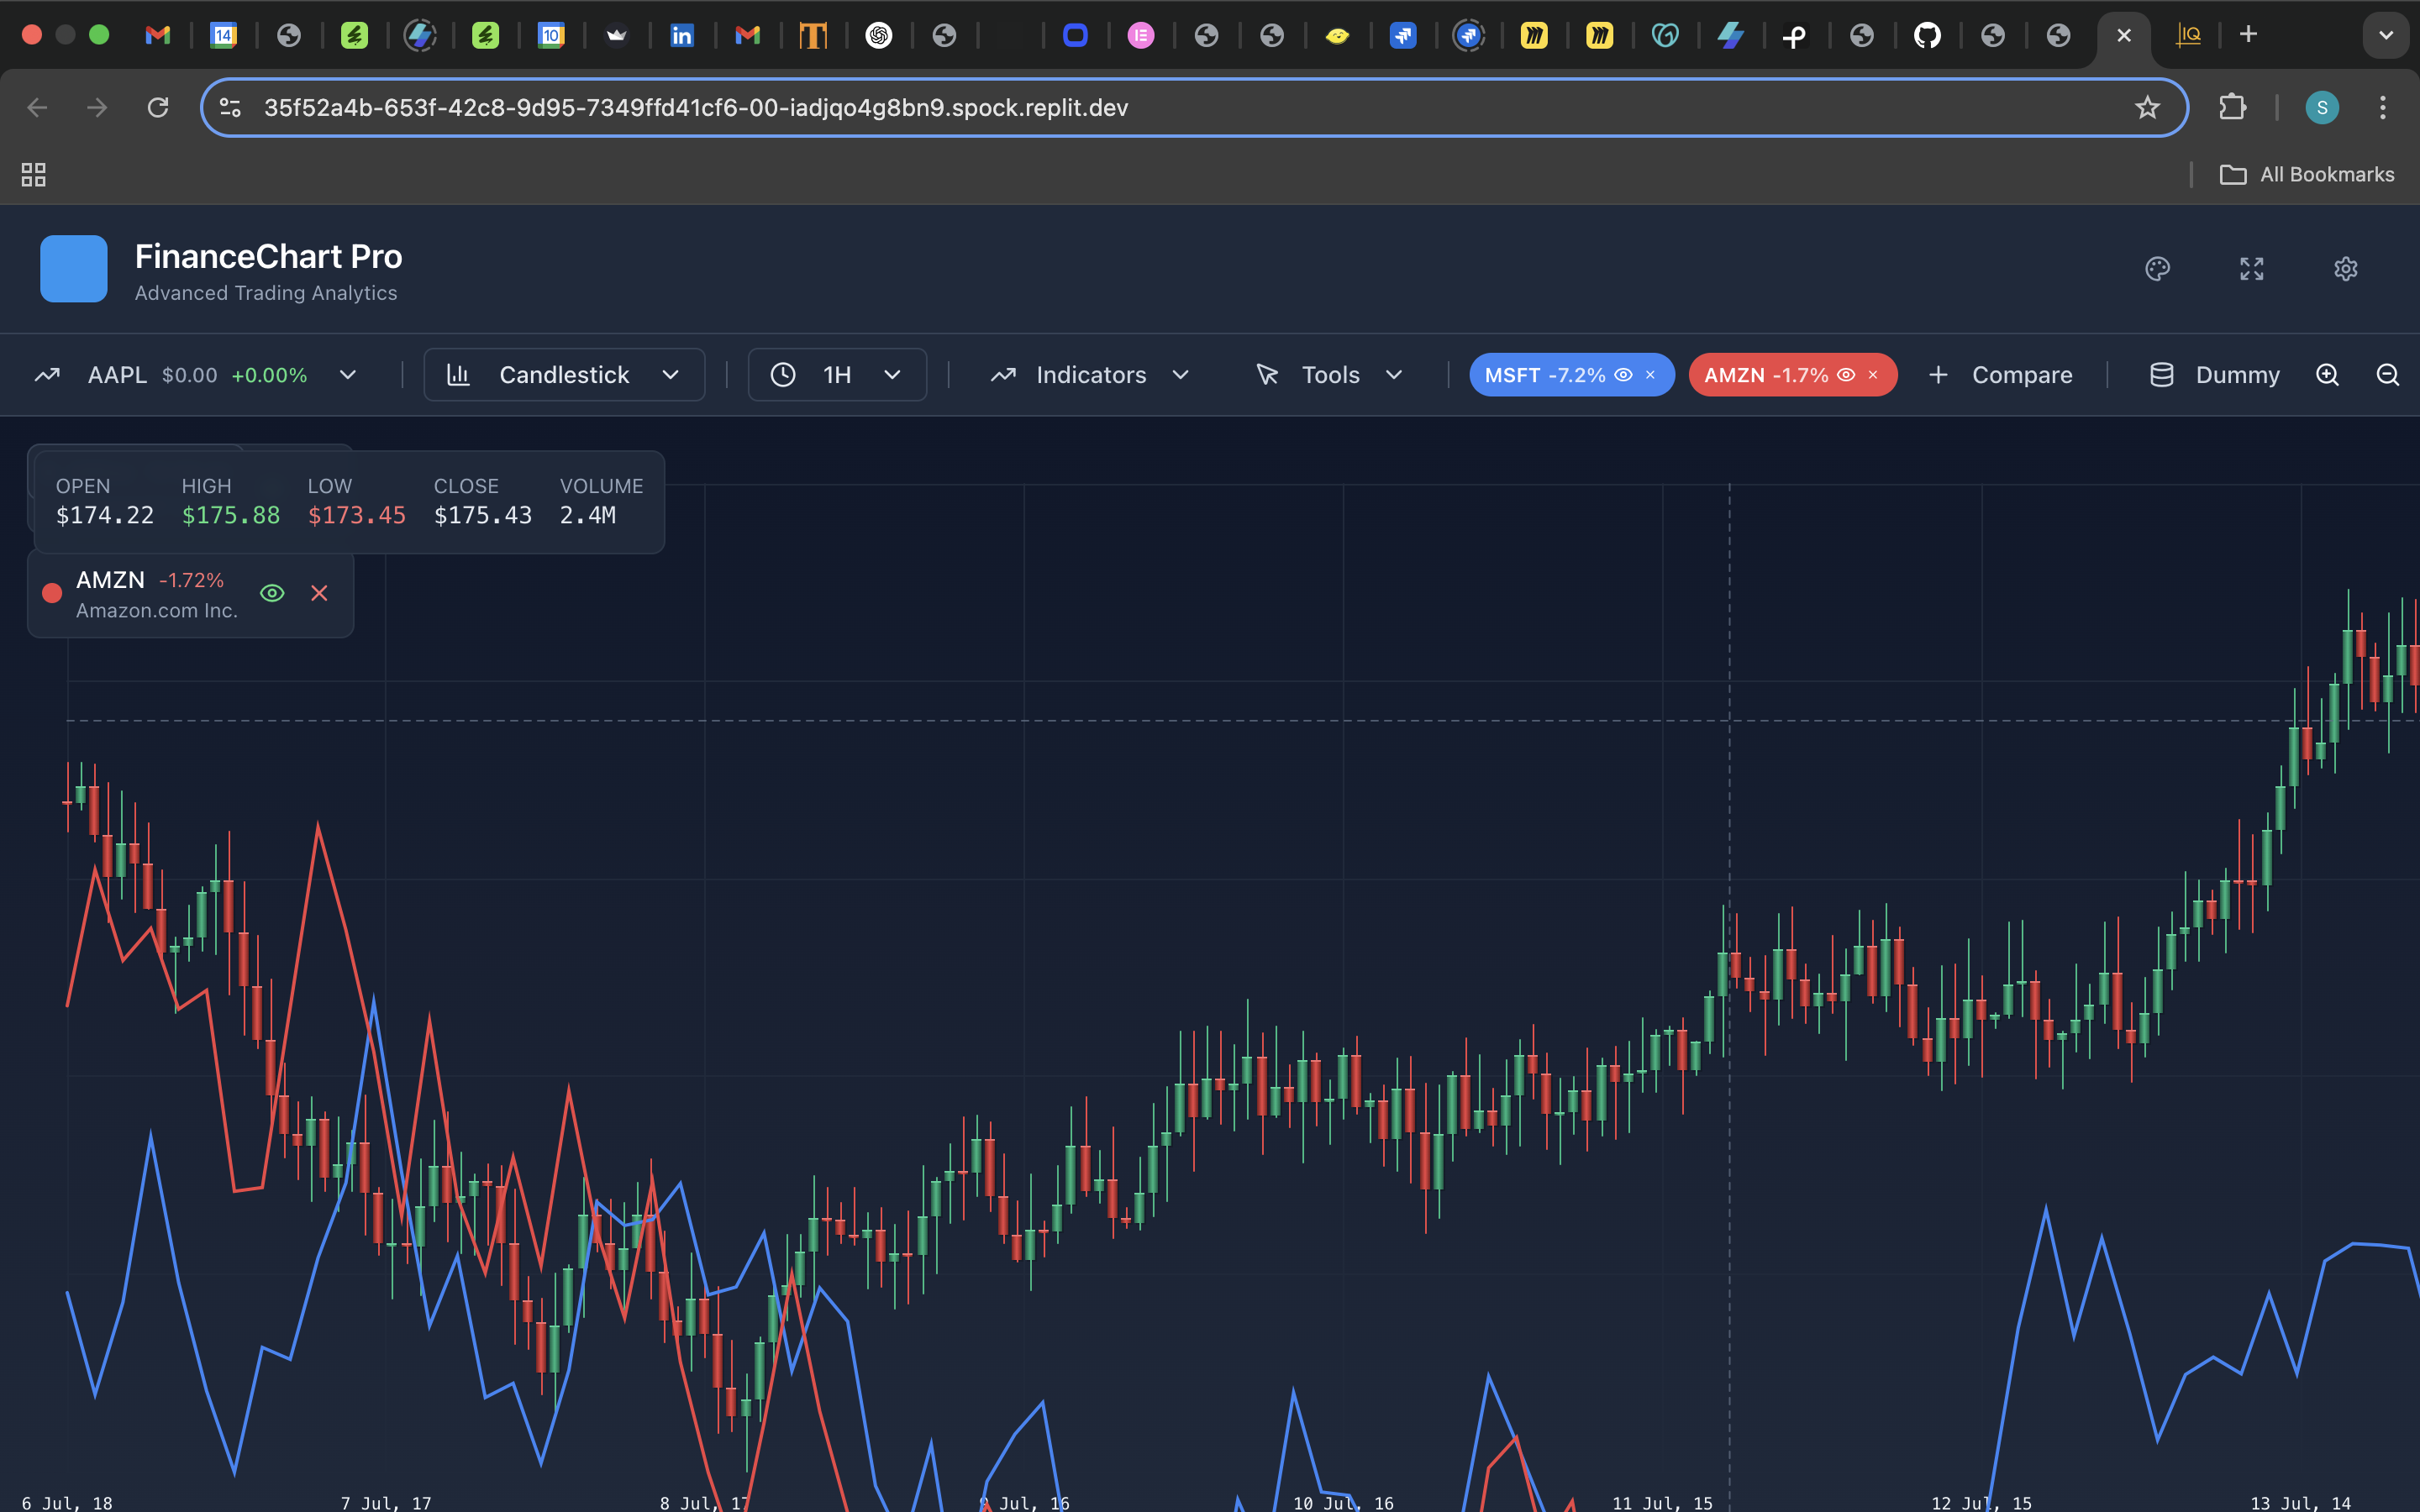 14
10
IQ
35f52a4b-653f-42c8-9d95-7349ffd41cf6-00-iadjqo4g8bn9.spock.replit.dev
S
All Bookmarks
FinanceChart Pro
Advanced Trading Analytics
AAPL $0.00 +0.00% Candlestick 1H Indicators Tools MSFT -7.2% × AMZN -1.7% × + Compare Dummy
OPEN HIGH LOW CLOSE VOLUME
$174.22 $175.88 $173.45 $175.43 2.4M
AMZN -1.72%
Amazon.com Inc.
6 Jul, 18 7 Jul, 17 8 Jul, 17 9 Jul, 16 10 Jul, 16 11 Jul, 15 12 Jul, 15 13 Jul, 14